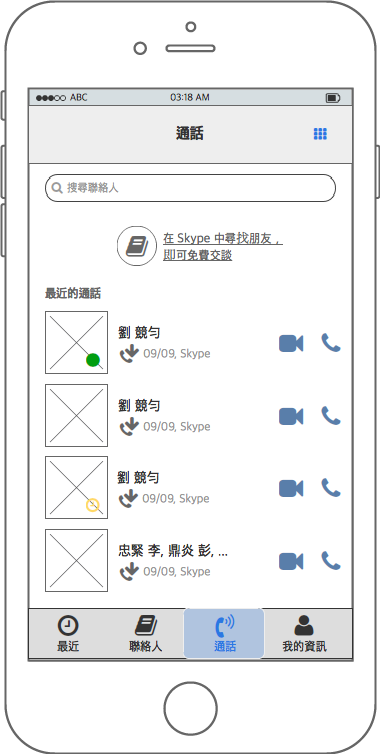 ABC
03:18 AM
通話
搜尋聯絡人
在 Skype 中尋找朋友，
即可免費交談
最近的通話
劉 競勻
09/09, Skype
劉 競勻
09/09, Skype
劉 競勻
09/09, Skype
忠緊 李, 鼎炎 彭, ...
09/09, Skype
最近
聯絡人
通話
我的資訊